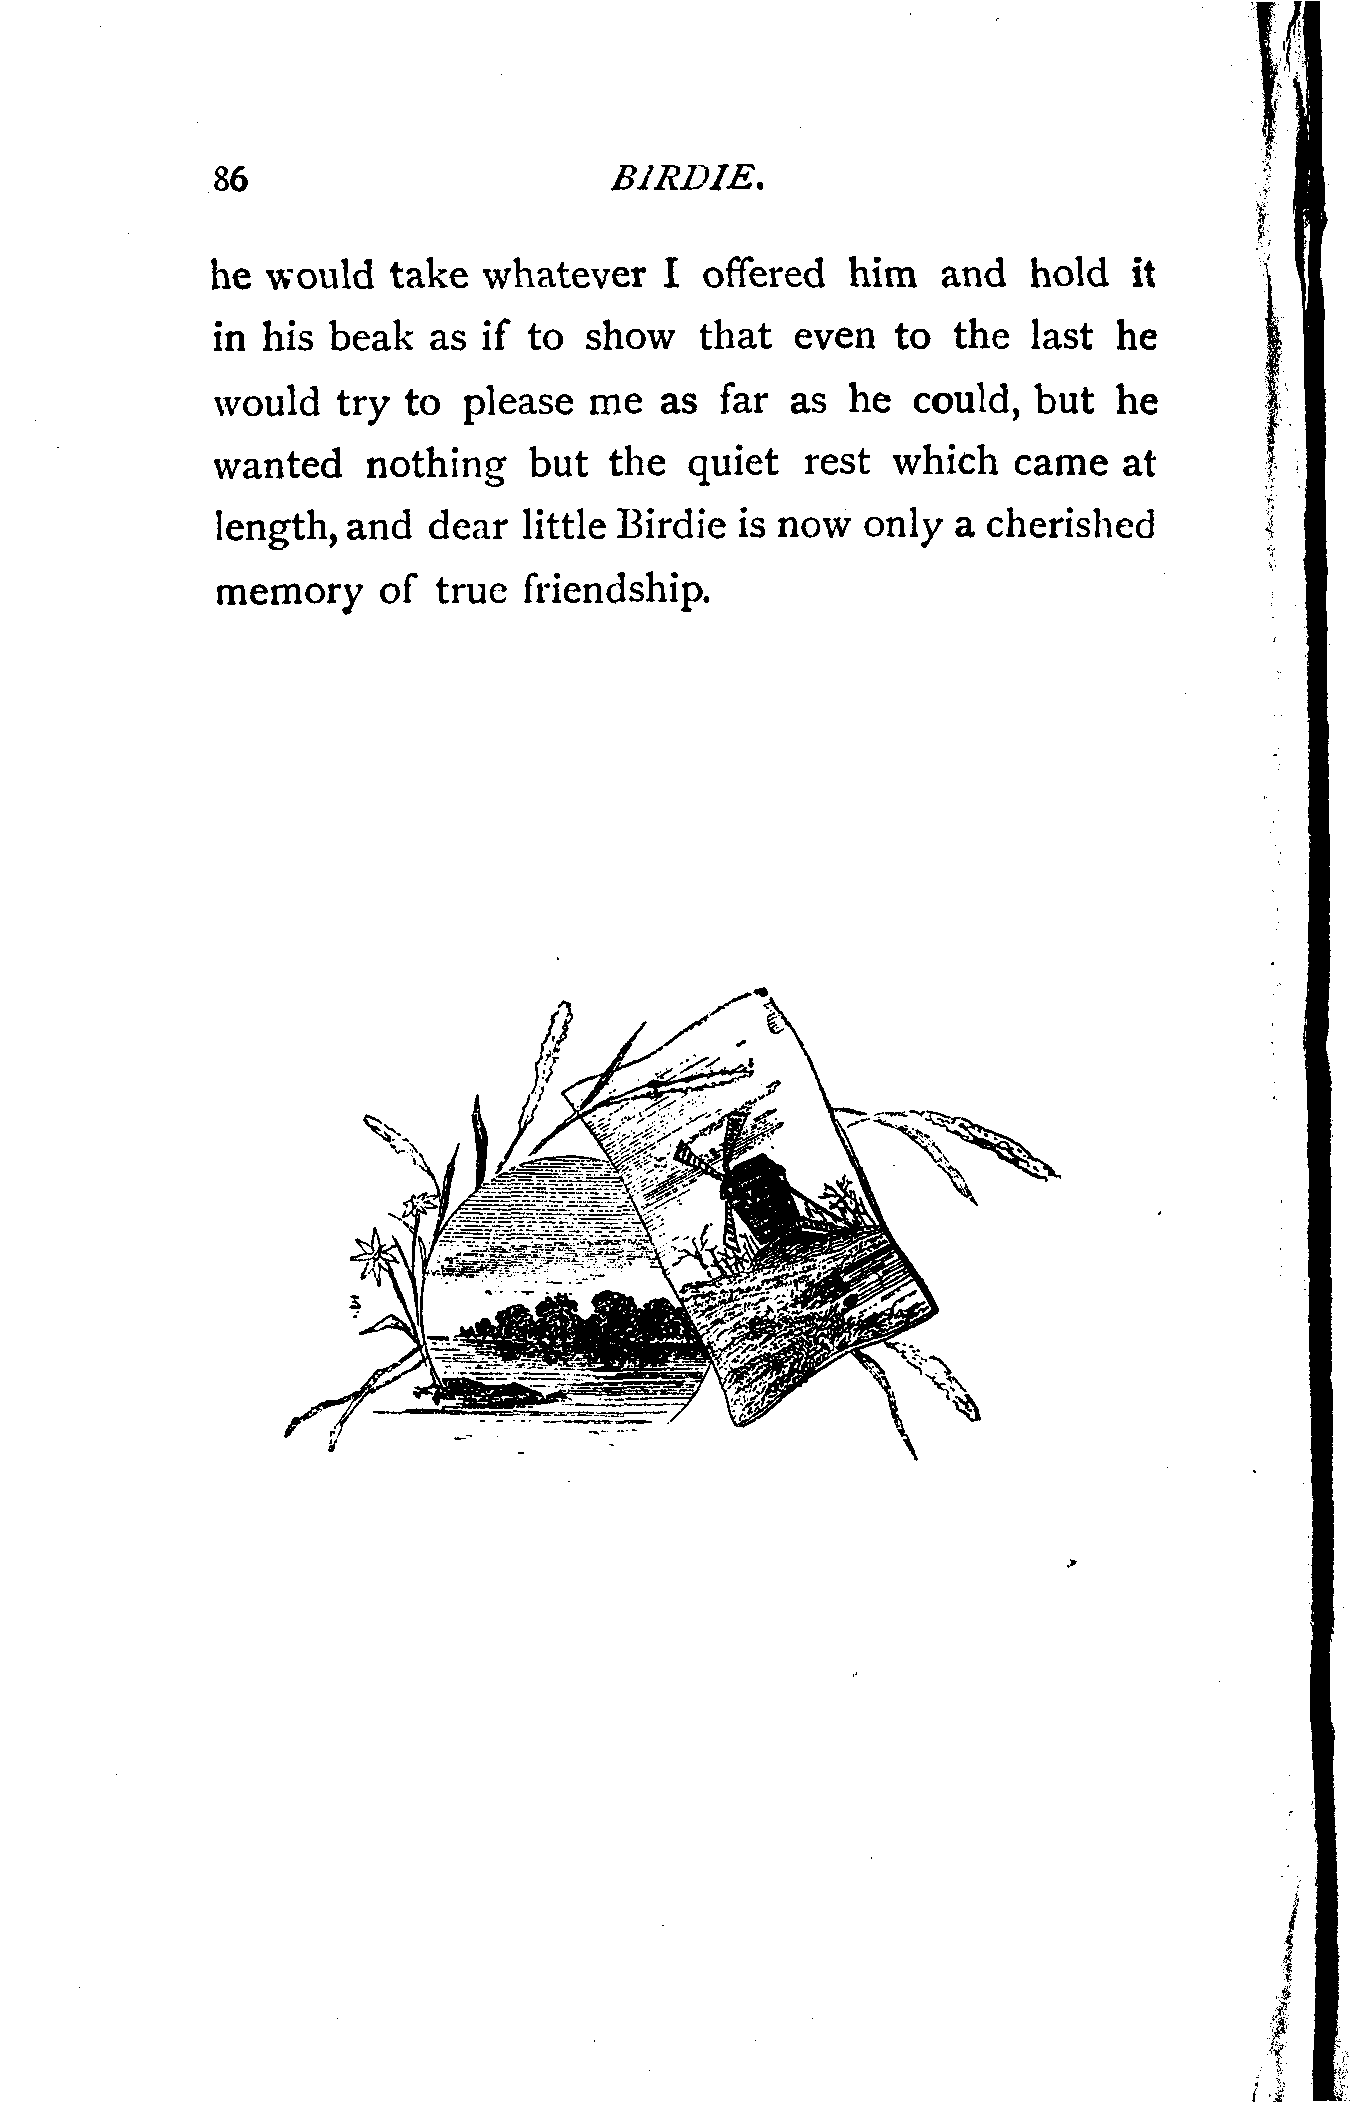 86 BIRDIE.
he would take whatever I offered him and hold it
in his beak as if to show that even to the last he
would try to please me as far as he could, but he
wanted nothing but the quiet rest which came at
length, and dear little Birdie is now only a cherished
memory of true friendship.
M.